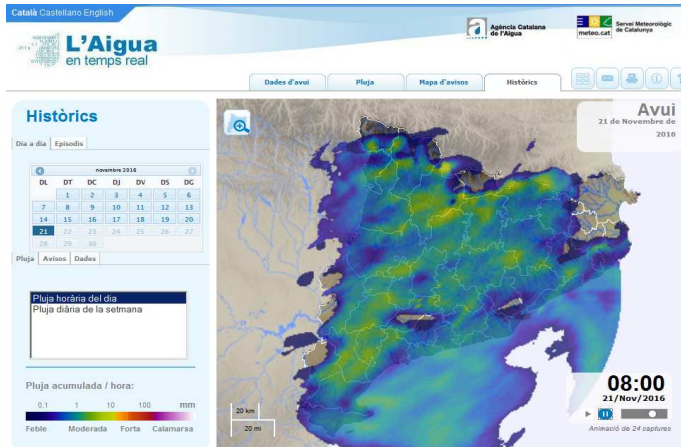 Català Castellano English
L'Aigua
en temps real
Agència Catalana
de l'Aigua
meteo.cat
Servei Meteorològic
de Catalunya
Dades d'avui
Pluja
Mapa d'avisos
Històrics
Històrics
Dia a dia
Episodis
novembre 2016
DL DT DC DJ DV DS DG
1 2 3 4 5 6
7 8 9 10 11 12 13
14 15 16 17 18 19 20
21 22 23 24 25 26 27
28 29 30
Pluja Avisos Dades
Pluja horària del dia
Pluja diària de la setmana
Pluja acumulada / hora:
0.1 1 10 100 mm
Feble Moderada Forta Calamarsa
Avui
21 de Novembre de
2016
20 km
20 mi
08:00
21/Nov/2016
Animació de 24 captures